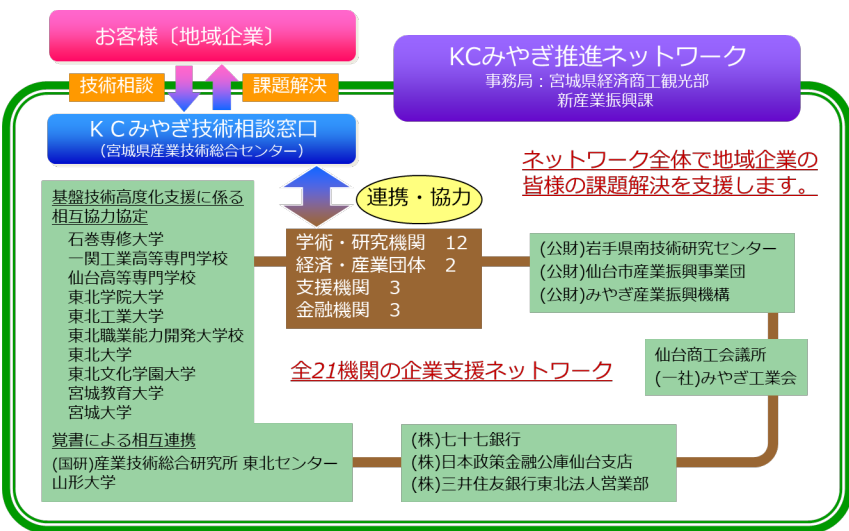 お客様〔地域企業〕
KCみやぎ推進ネットワーク
事務局：宮城県経済商工観光部
新産業振興課
技術相談
課題解決
ＫＣみやぎ技術相談窓口
(宮城県産業技術総合センター)
ネットワーク全体で地域企業の
皆様の課題解決を支援します。
連携・協力
基盤技術高度化支援に係る
相互協力協定
石巻専修大学
一関工業高等専門学校
仙台高等専門学校
東北学院大学
東北工業大学
東北職業能力開発大学校
東北大学
東北文化学園大学
宮城教育大学
宮城大学
覚書による相互連携
(国研)産業技術総合研究所 東北センター
山形大学
学術・研究機関　12
経済・産業団体　2
支援機関　3
金融機関　3
(公財)岩手県南技術研究センター
(公財)仙台市産業振興事業団
(公財)みやぎ産業振興機構
仙台商工会議所
(一社)みやぎ工業会
全21機関の企業支援ネットワーク
(株)七十七銀行
(株)日本政策金融公庫仙台支店
(株)三井住友銀行東北法人営業部